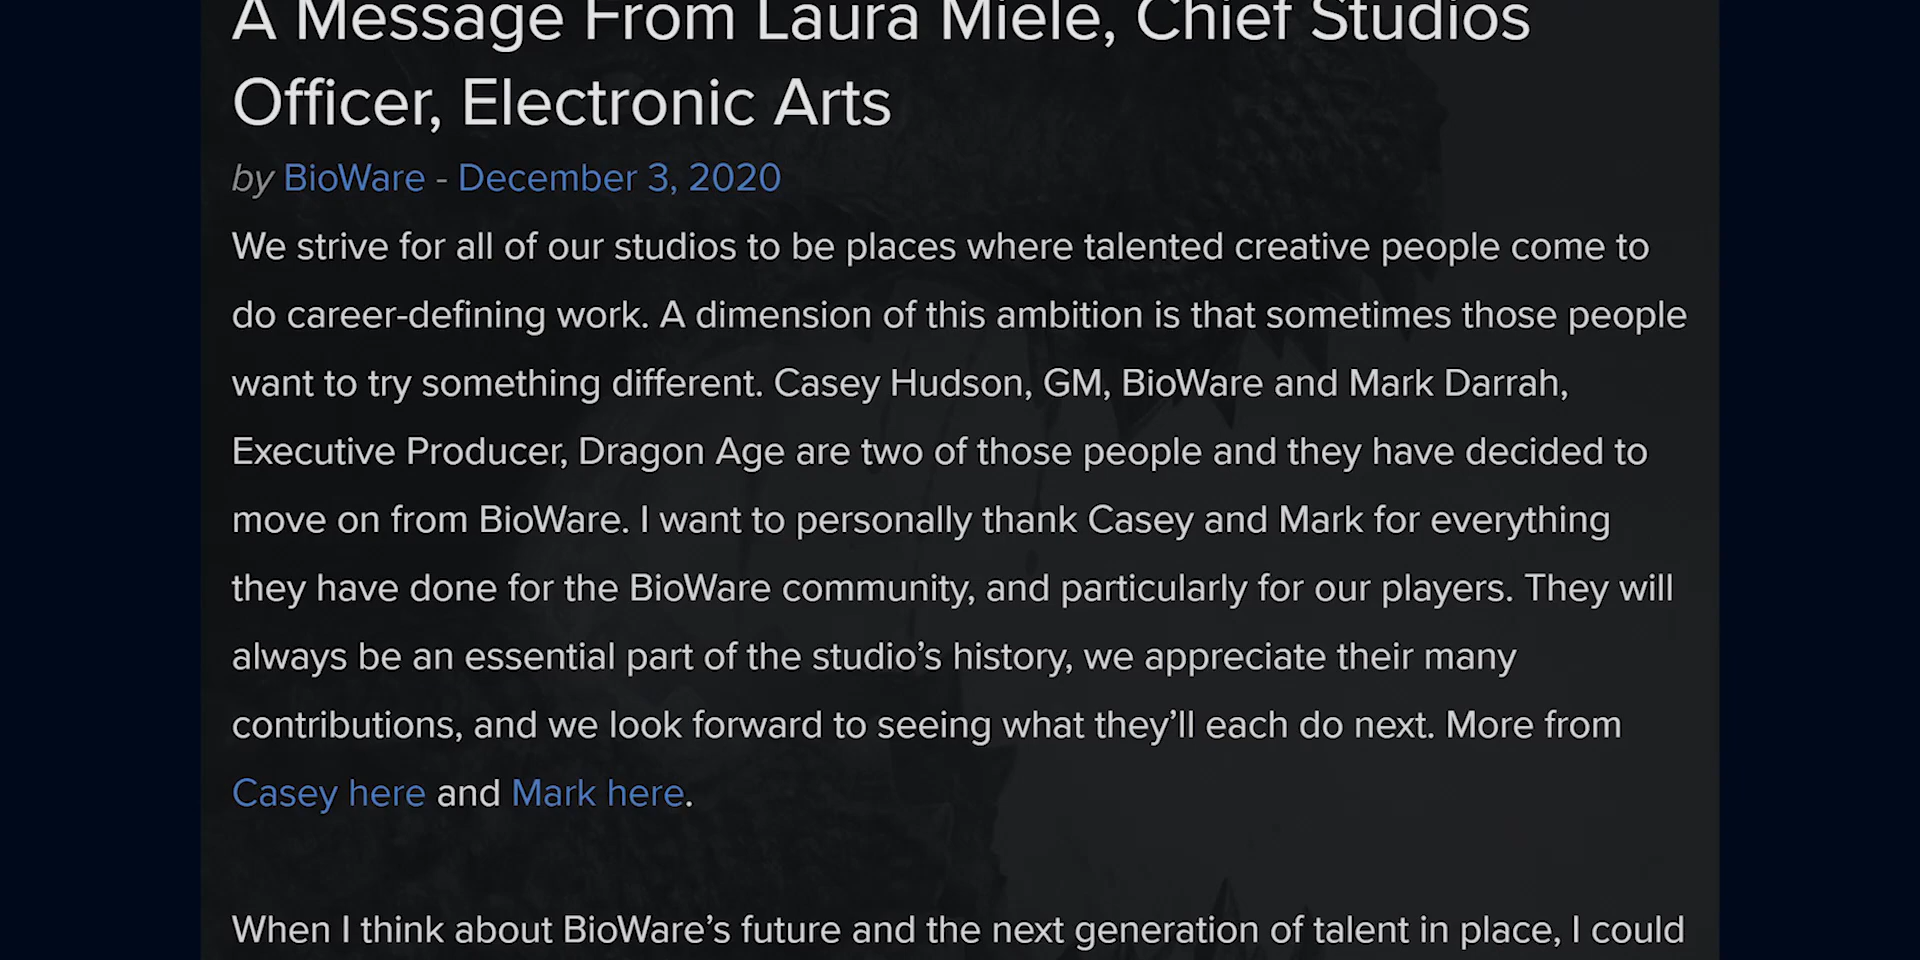 A Message From Laura Miele, Chief Studios
Officer, Electronic Arts
by BioWare - December 3, 2020
We strive for all of our studios to be places where talented creative people come to
do career-defining work. A dimension of this ambition is that sometimes those people
want to try something different. Casey Hudson, GM, BioWare and Mark Darrah,
Executive Producer, Dragon Age are two of those people and they have decided to
move on from BioWare. I want to personally thank Casey and Mark for everything
they have done for the BioWare community, and particularly for our players. They will
always be an essential part of the studio’s history, we appreciate their many
contributions, and we look forward to seeing what they’ll each do next. More from
Casey here and Mark here.
When I think about BioWare’s future and the next generation of talent in place, I could